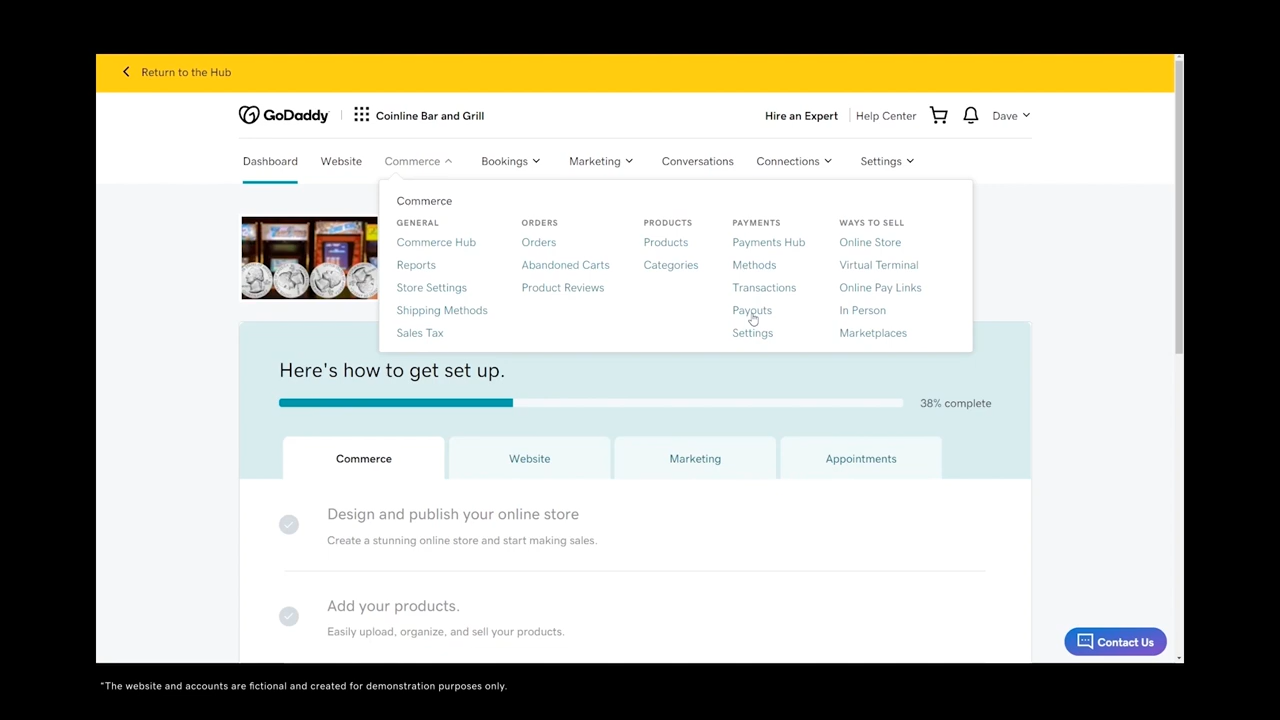 Return to the Hub
GoDaddy
Coinline Bar and Grill
Hire an Expert
Help Center
Dave
Dashboard
Website
Commerce
Bookings
Marketing
Conversations
Connections
Settings
Commerce
GENERAL
Commerce Hub
Reports
Store Settings
Shipping Methods
Sales Tax
ORDERS
Orders
Abandoned Carts
Product Reviews
PRODUCTS
Products
Categories
PAYMENTS
Payments Hub
Methods
Transactions
Payouts
Settings
WAYS TO SELL
Online Store
Virtual Terminal
Online Pay Links
In Person
Marketplaces
Here's how to get set up.
38% complete
Commerce
Website
Marketing
Appointments
Design and publish your online store
Create a stunning online store and start making sales.
Add your products.
Easily upload, organize, and sell your products.
Contact Us
*The website and accounts are fictional and created for demonstration purposes only.